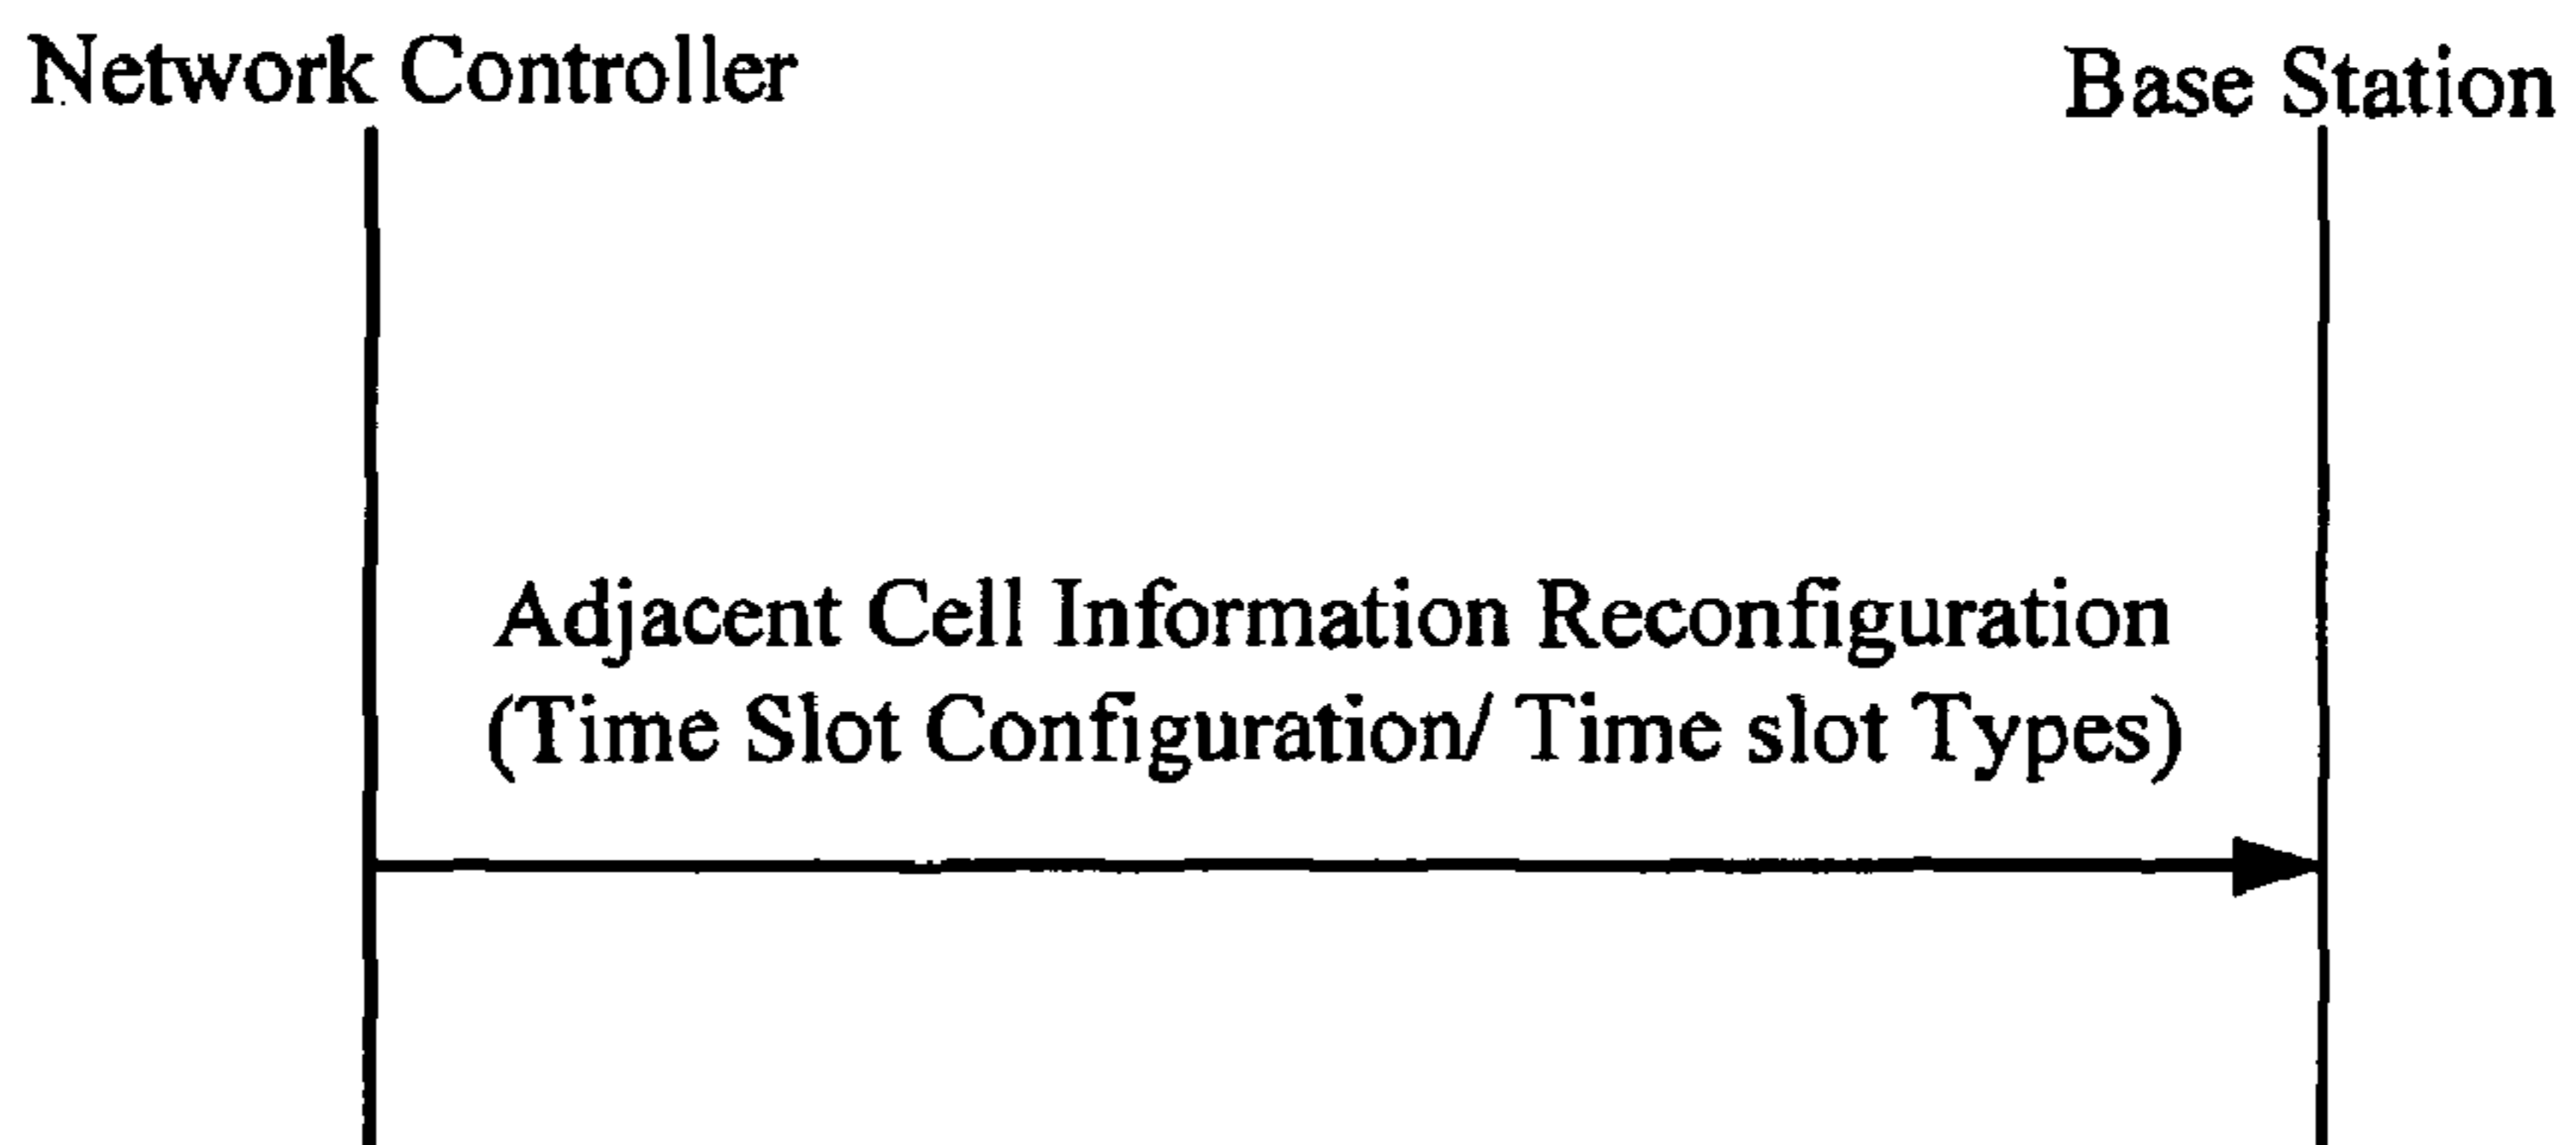 Network Controller
Base Station
Adjacent Cell Information Reconfiguration
(Time Slot Configuration/ Time slot Types)